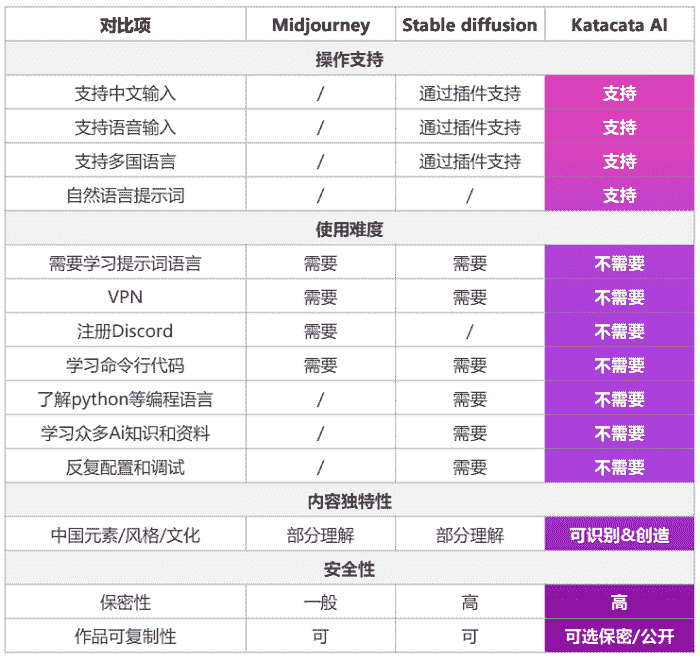 对比项 Midjourney Stable diffusion Katacata AI
操作支持
支持中文输入 / 通过插件支持 支持
支持语音输入 / 通过插件支持 支持
支持多国语言 / 通过插件支持 支持
自然语言提示词 / / 支持
使用难度
需要学习提示词语言 需要 需要 不需要
VPN 需要 需要 不需要
注册Discord 需要 / 不需要
学习命令行代码 需要 需要 不需要
了解python等编程语言 / 需要 不需要
学习众多Ai知识和资料 / 需要 不需要
反复配置和调试 / 需要 不需要
内容独特性
中国元素/风格/文化 部分理解 部分理解 可识别&创造
安全性
保密性 一般 高 高
作品可复制性 可 可 可选保密/公开